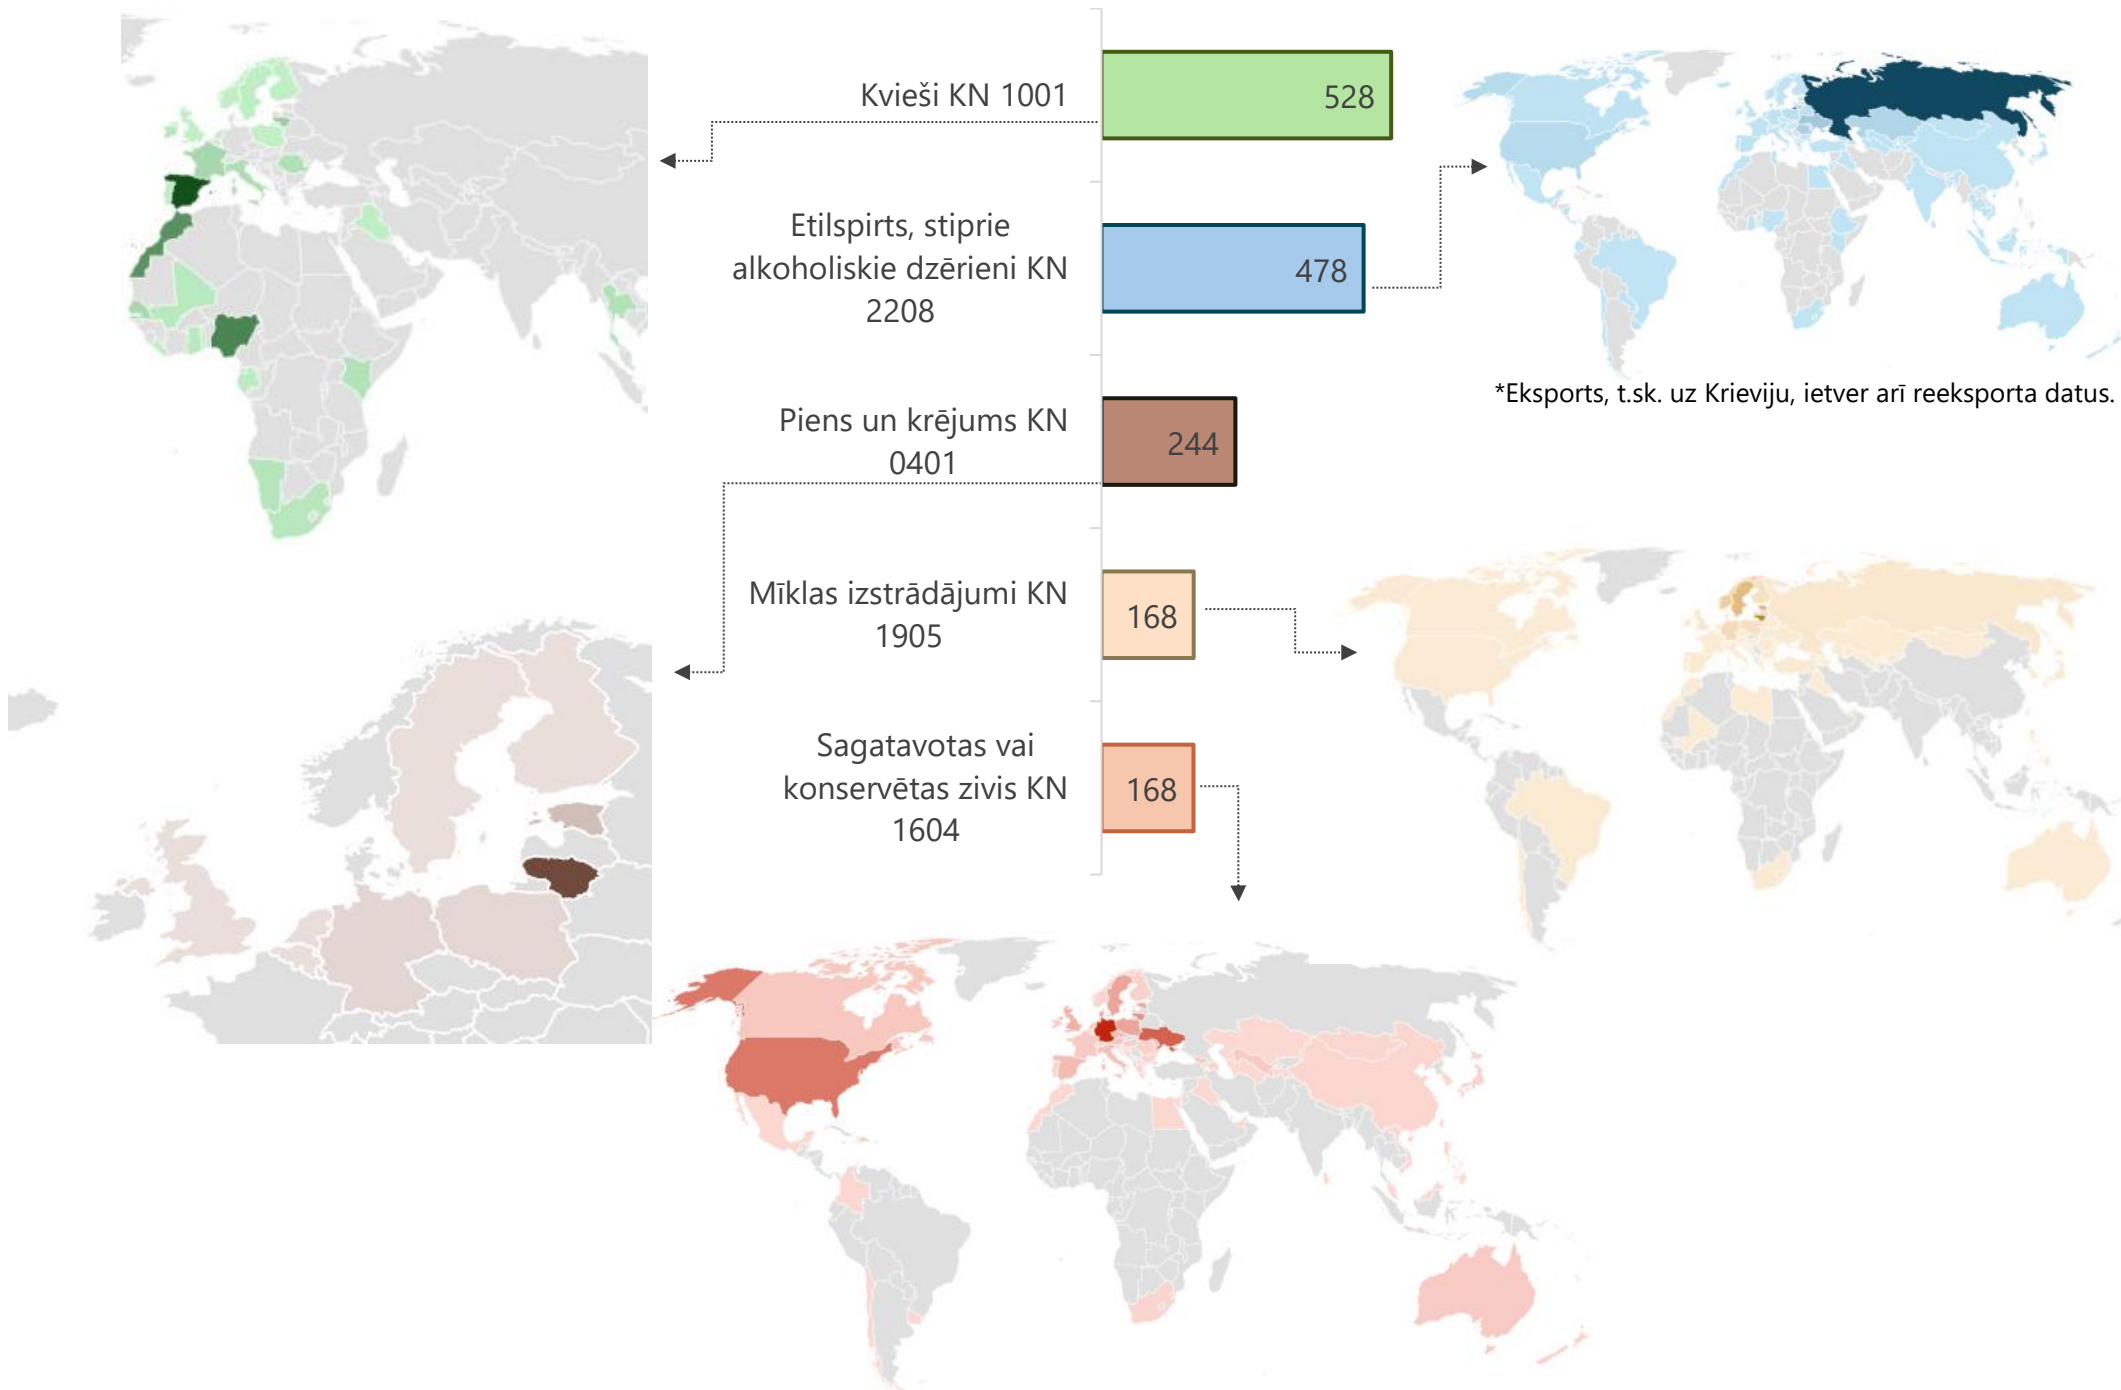 Kvieši KN 1001
528
Etilspirts, stiprie
alkoholiskie dzērieni KN
2208
478
*Eksports, t.sk. uz Krieviju, ietver arī reeksporta datus.
Piens un krējums KN
0401
244
Mīklas izstrādājumi KN
1905
168
Sagatavotas vai
konservētas zivis KN
1604
168